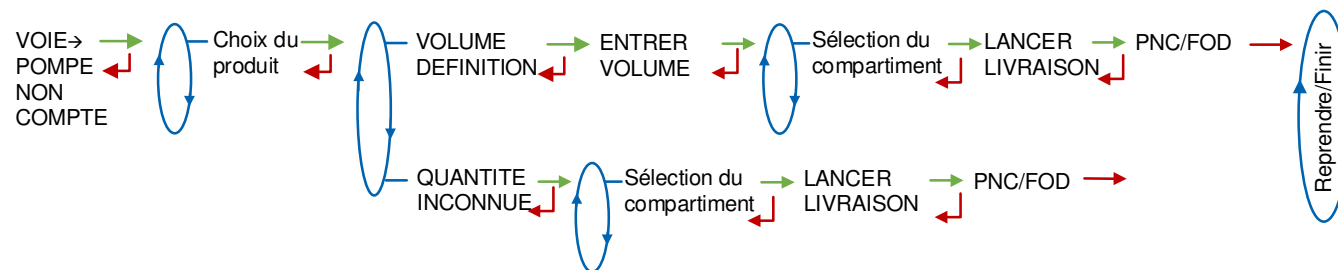 VOIE→
POMPE
NON
COMPTE
Choix du
produit
VOLUME
DEFINITION
ENTRER
VOLUME
Sélection du
compartiment
LANCER
LIVRAISON
PNC/FOD
QUANTITE
INCONNUE
Sélection du
compartiment
LANCER
LIVRAISON
PNC/FOD
Reprendre/Finir